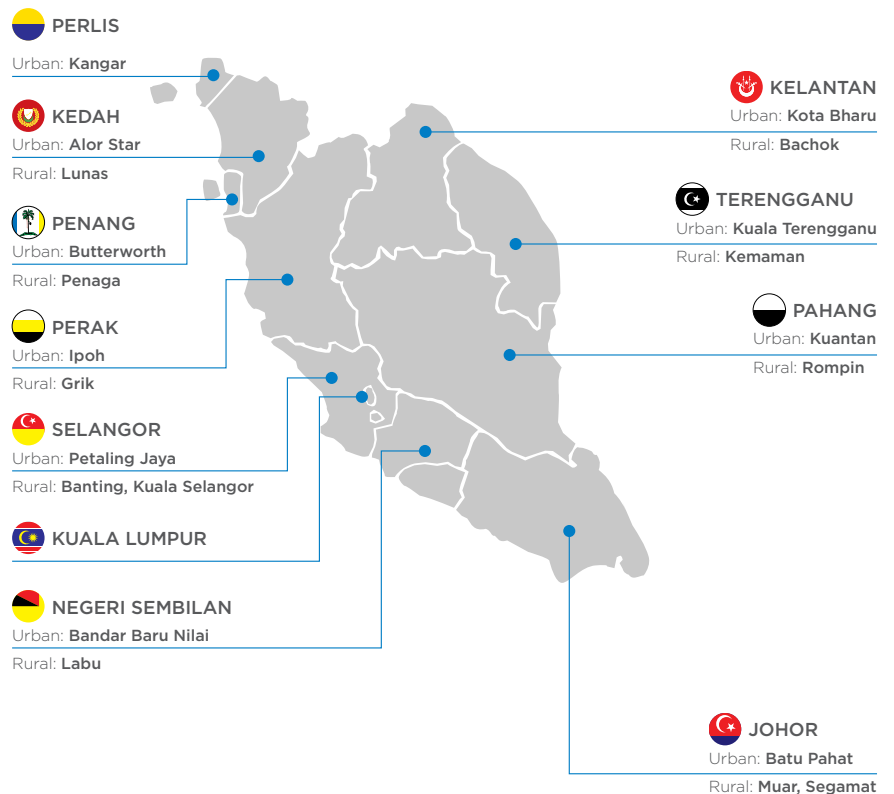 PERLIS
Urban: Kangar
KEDAH
Urban: Alor Star
Rural: Lunas
PENANG
Urban: Butterworth
Rural: Penaga
PERAK
Urban: Ipoh
Rural: Grik
SELANGOR
Urban: Petaling Jaya
Rural: Banting, Kuala Selangor
KUALA LUMPUR
NEGERI SEMBILAN
Urban: Bandar Baru Nilai
Rural: Labu
KELANTAN
Urban: Kota Bharu
Rural: Bachok
TERENGGANU
Urban: Kuala Terengganu
Rural: Kemaman
PAHANG
Urban: Kuantan
Rural: Rompin
JOHOR
Urban: Batu Pahat
Rural: Muar, Segamat